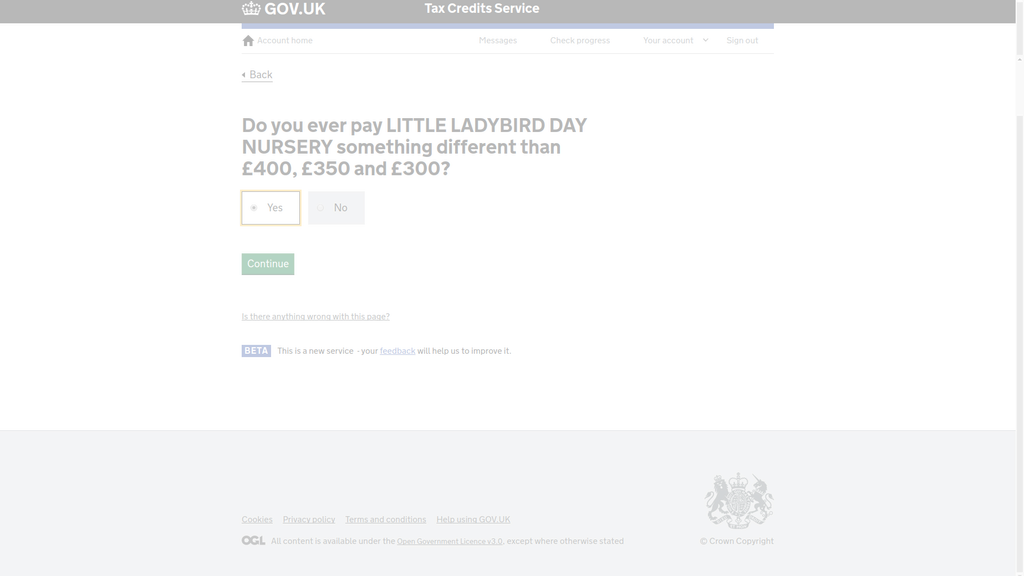 GOV.UK Tax Credits Service
Account home Messages Check progress Your account Sign out
Back
Do you ever pay LITTLE LADYBIRD DAY
NURSERY something different than
£400, £350 and £300?
Yes No
Continue
Is there anything wrong with this page?
BETA This is a new service - your feedback will help us to improve it.
Cookies Privacy policy Terms and conditions Help using GOV.UK
OGL All content is available under the Open Government Licence v3.0, except where otherwise stated
© Crown Copyright